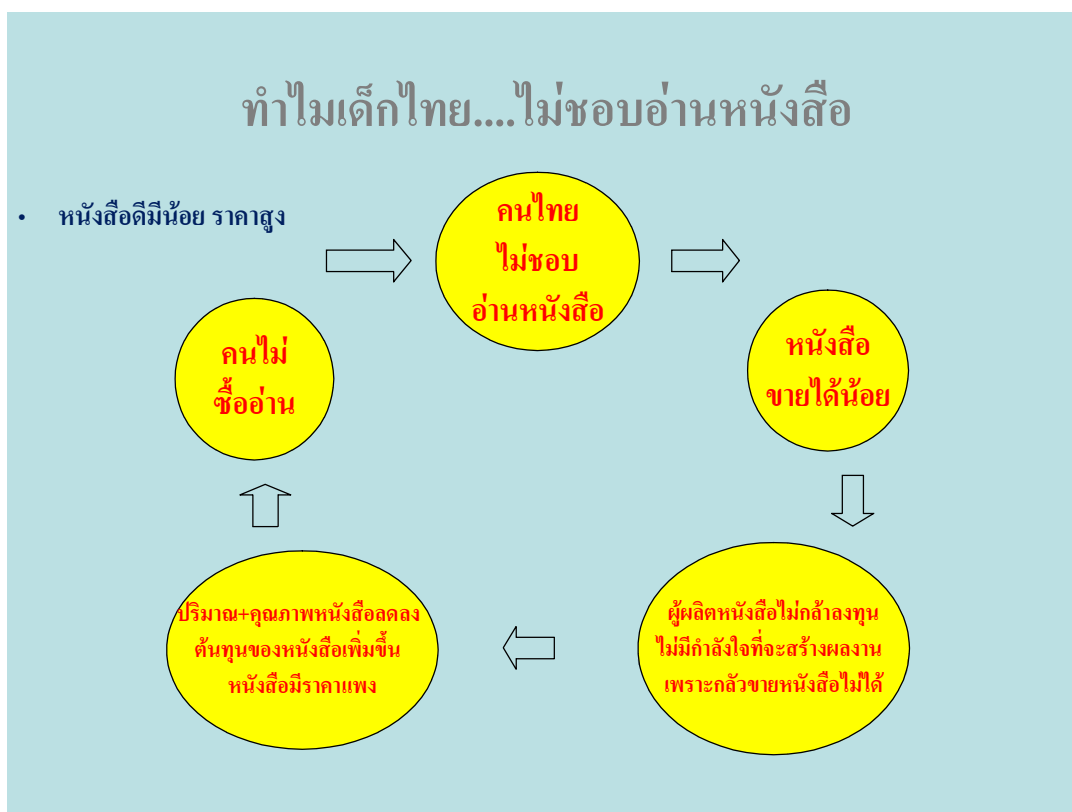 ทำไมเด็กไทย....ไม่ชอบอ่านหนังสือ
• หนังสือดีมีน้อย ราคาสูง
คนไทย
ไม่ชอบ
อ่านหนังสือ
หนังสือ
ขายได้น้อย
ผู้ผลิตหนังสือไม่กล้าลงทุน
ไม่มีกำลังใจที่จะสร้างผลงาน
เพราะกลัวขายหนังสือไม่ได้
ปริมาณ+คุณภาพหนังสือลดลง
ต้นทุนของหนังสือเพิ่มขึ้น
หนังสือมีราคาแพง
คนไม่
ซื้ออ่าน